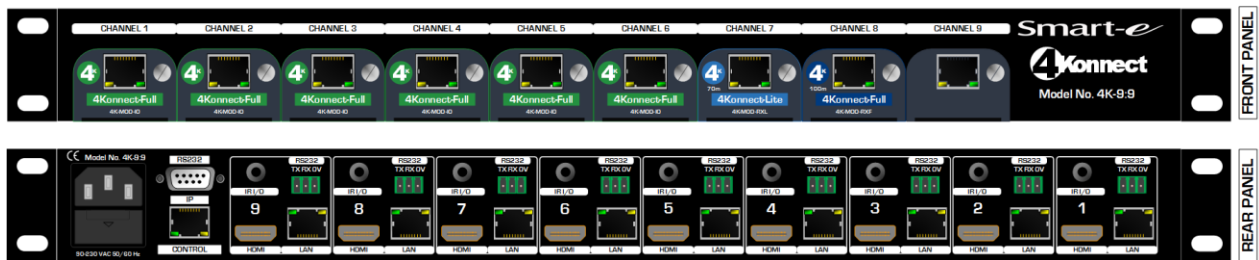 CHANNEL 1 CHANNEL 2 CHANNEL 3 CHANNEL 4 CHANNEL 5 CHANNEL 6 CHANNEL 7 CHANNEL 8 CHANNEL 9
Smart-e
4K 4K 4K 4K 4K 4K 4K 4K
70m 100m
4Konnect-Full 4Konnect-Full 4Konnect-Full 4Konnect-Full 4Konnect-Full 4Konnect-Full 4Konnect-Lite 4Konnect-Full
4K-MOD-IO 4K-MOD-IO 4K-MOD-IO 4K-MOD-IO 4K-MOD-IO 4K-MOD-IO 4K-MOD-RXL 4K-MOD-RXF
4Konnect
Model No. 4K-9:9
FRONT PANEL
CE Model No. 4K-9:9
RS232 RS232 RS232 RS232 RS232 RS232 RS232 RS232 RS232 RS232
TX RX 0V TX RX 0V TX RX 0V TX RX 0V TX RX 0V TX RX 0V TX RX 0V TX RX 0V TX RX 0V
IR I/O IR I/O IR I/O IR I/O IR I/O IR I/O IR I/O IR I/O IR I/O
IP
9 8 7 6 5 4 3 2 1
CONTROL
HDMI LAN HDMI LAN HDMI LAN HDMI LAN HDMI LAN HDMI LAN HDMI LAN HDMI LAN HDMI LAN
90-230 VAC 50/60 Hz
REAR PANEL